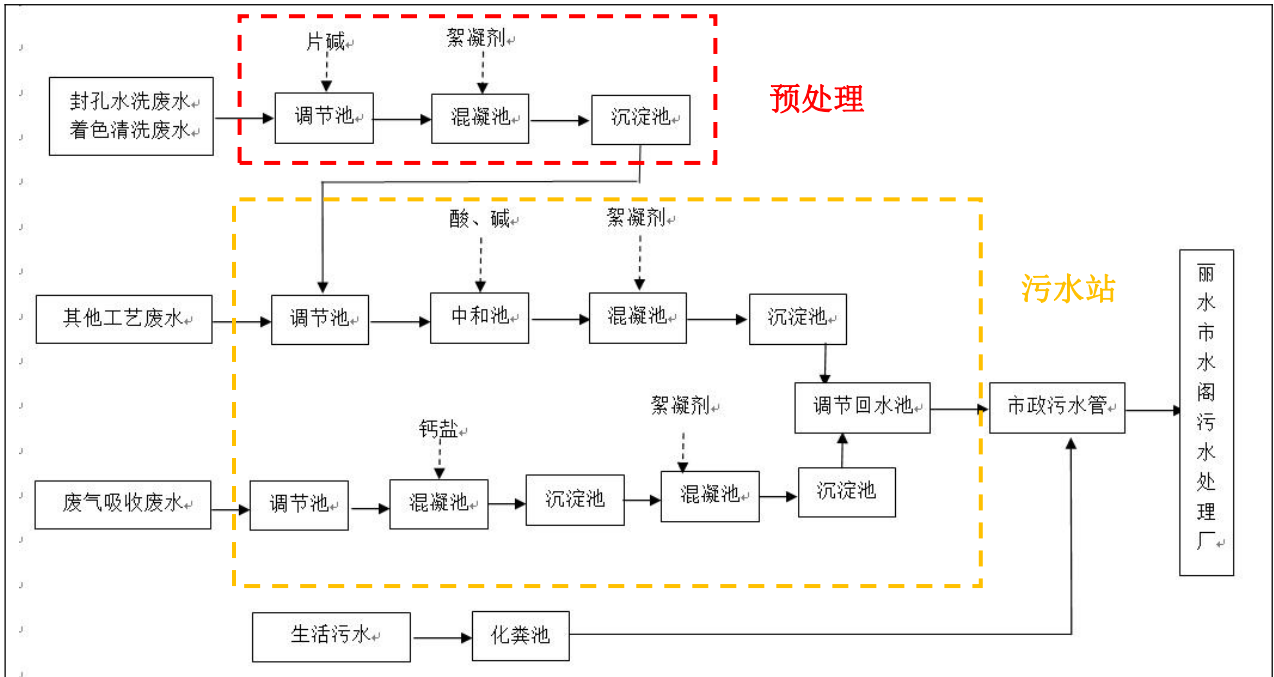 片碱
絮凝剂
预处理
封孔水洗废水
着色清洗废水
调节池
混凝池
沉淀池
酸、碱
絮凝剂
污水站
其他工艺废水
调节池
中和池
混凝池
沉淀池
丽水市水阁污水处理厂
絮凝剂
调节回水池
市政污水管
钙盐
废气吸收废水
调节池
混凝池
沉淀池
混凝池
沉淀池
生活污水
化粪池